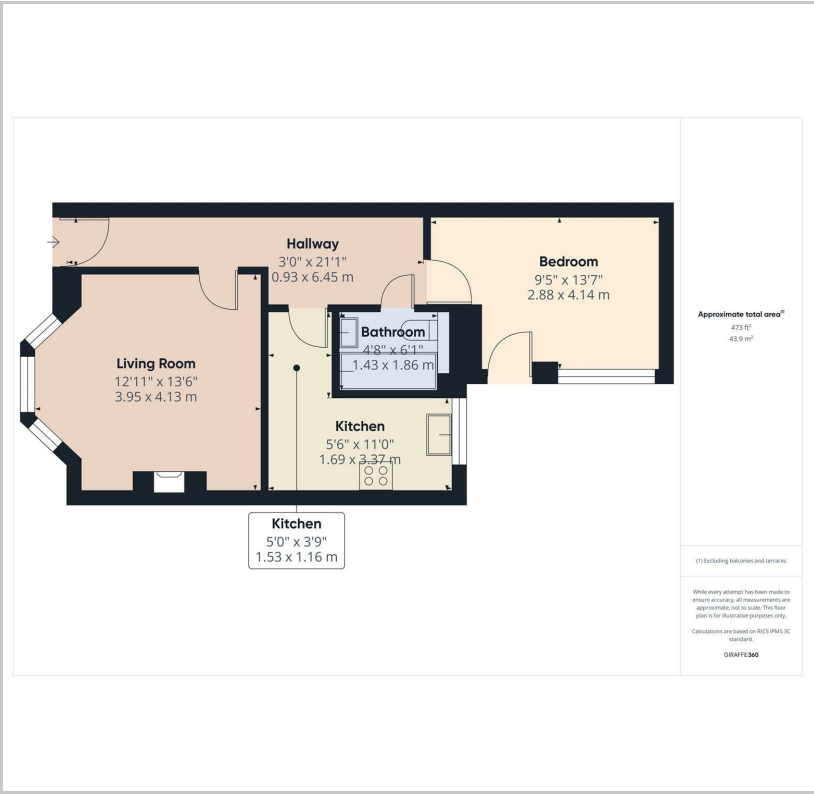 Hallway
3'0" x 21'1"
0.93 x 6.45 m
Bedroom
9'5" x 13'7"
2.88 x 4.14 m
Bathroom
4'8" x 6'1"
1.43 x 1.86 m
Living Room
12'11" x 13'6"
3.95 x 4.13 m
Kitchen
5'6" x 11'0"
1.69 x 3.37 m
Kitchen
5'0" x 3'9"
1.53 x 1.16 m
Approximate total area⁽¹⁾
473 ft²
43.9 m²
(1) Excluding balconies and terraces
While every attempt has been made to
ensure accuracy, all measurements are
approximate, not to scale. This floor
plan is for illustrative purposes only.
Calculations are based on RICS IPMS 3C
standard.
GIRAFFE360